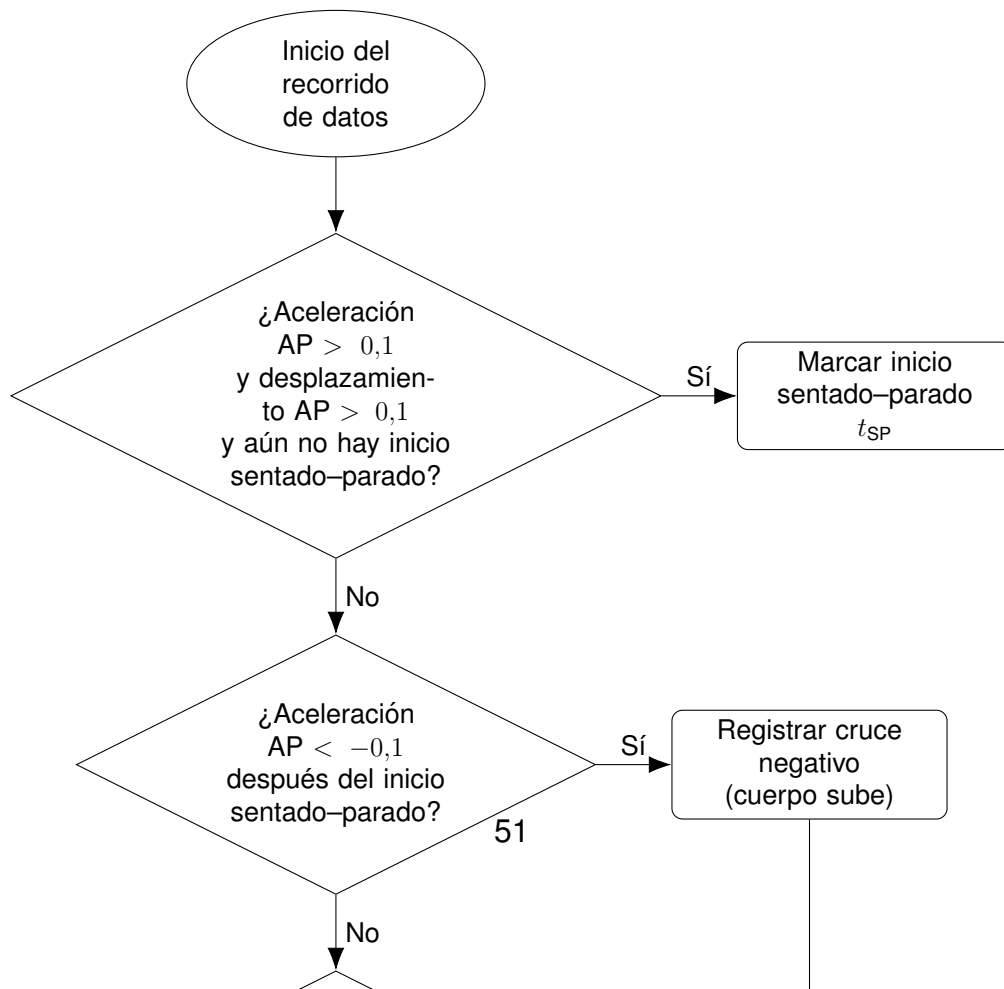 Inicio del
recorrido
de datos
¿Aceleración
AP > 0,1
y desplazamien-
to AP > 0,1
y aún no hay inicio
sentado–parado?
Sí
Marcar inicio
sentado–parado
t_SP
No
¿Aceleración
AP < −0,1
después del inicio
sentado–parado?
Sí
Registrar cruce
negativo
(cuerpo sube)
51
No